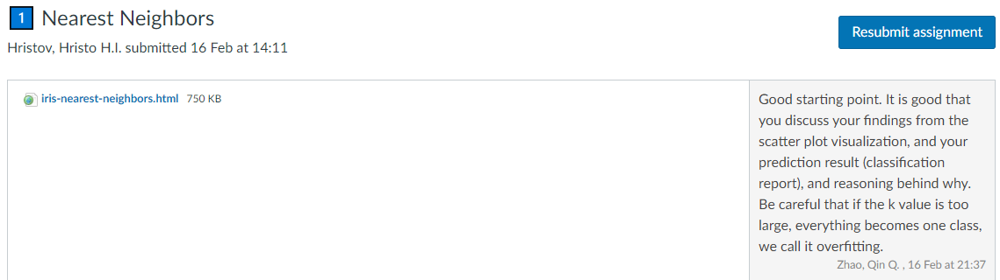 1 Nearest Neighbors
Resubmit assignment
Hristov, Hristo H.I. submitted 16 Feb at 14:11
iris-nearest-neighbors.html 750 KB
Good starting point. It is good that
you discuss your findings from the
scatter plot visualization, and your
prediction result (classification
report), and reasoning behind why.
Be careful that if the k value is too
large, everything becomes one class,
we call it overfitting.
Zhao, Qin Q. , 16 Feb at 21:37